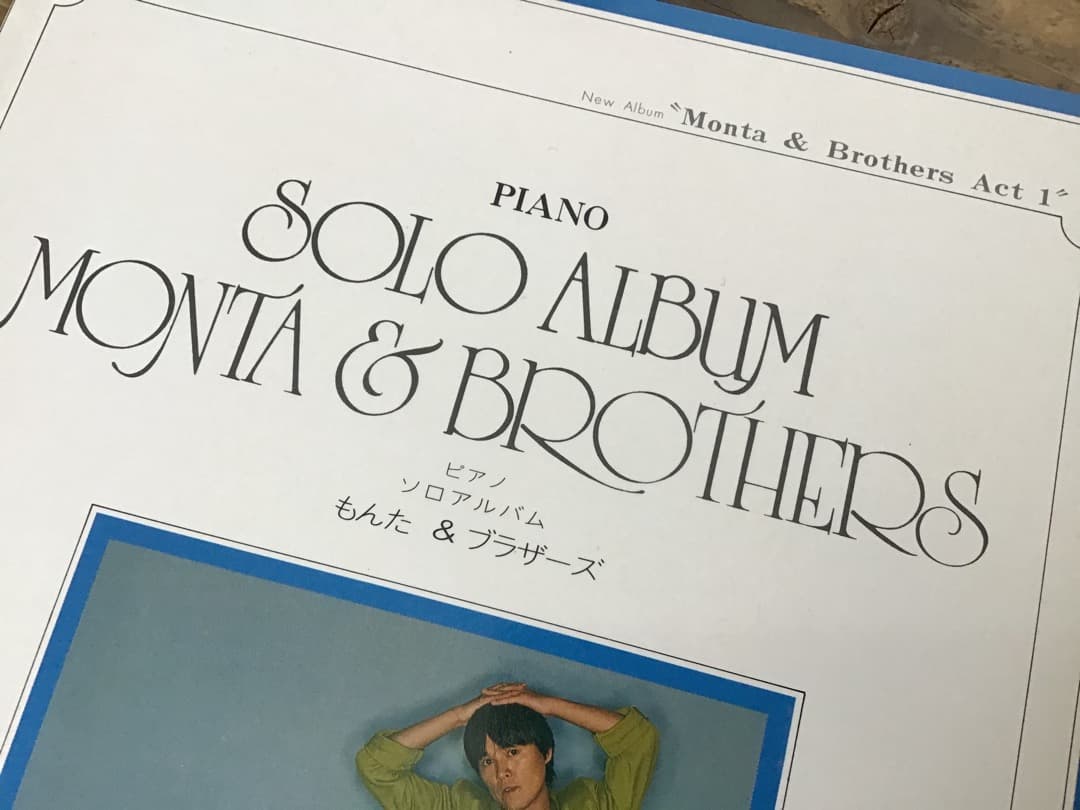 New Album "Monta & Brothers Act 1"
PIANO
SOLO ALBUM
MONTA & BROTHERS
ピアノ
ソロアルバム
もんた & ブラザーズ